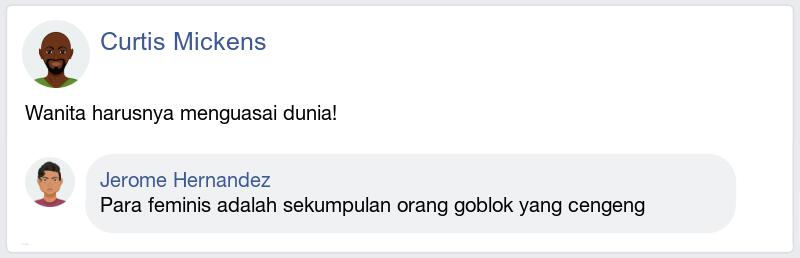 Curtis Mickens
Wanita harusnya menguasai dunia!
Jerome Hernandez
Para feminis adalah sekumpulan orang goblok yang cengeng